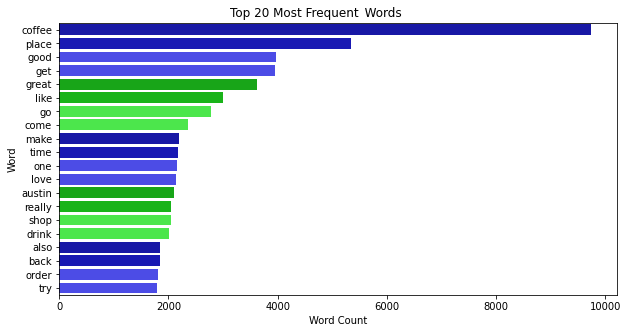 Top 20 Most Frequent Words
coffee
place
good
get
great
like
go
come
make
time
one
love
austin
really
shop
drink
also
back
order
try
Word
0 2000 4000 6000 8000 10000
Word Count